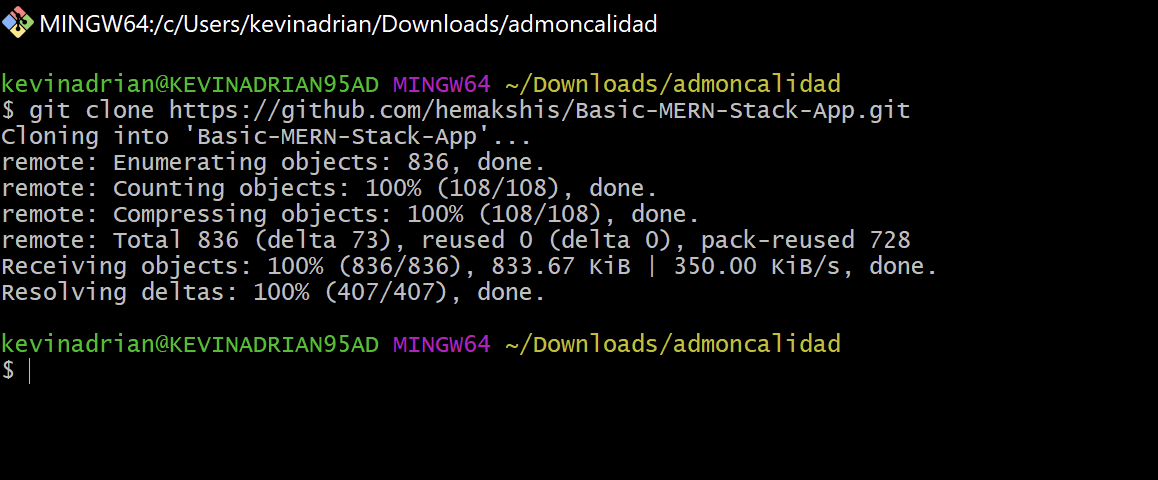 MINGW64:/c/Users/kevinadrian/Downloads/admoncalidad
kevinadrian@KEVINADRIAN95AD MINGW64 ~/Downloads/admoncalidad
$ git clone https://github.com/hemakshis/Basic-MERN-Stack-App.git
Cloning into 'Basic-MERN-Stack-App'...
remote: Enumerating objects: 836, done.
remote: Counting objects: 100% (108/108), done.
remote: Compressing objects: 100% (108/108), done.
remote: Total 836 (delta 73), reused 0 (delta 0), pack-reused 728
Receiving objects: 100% (836/836), 833.67 KiB | 350.00 KiB/s, done.
Resolving deltas: 100% (407/407), done.
kevinadrian@KEVINADRIAN95AD MINGW64 ~/Downloads/admoncalidad
$